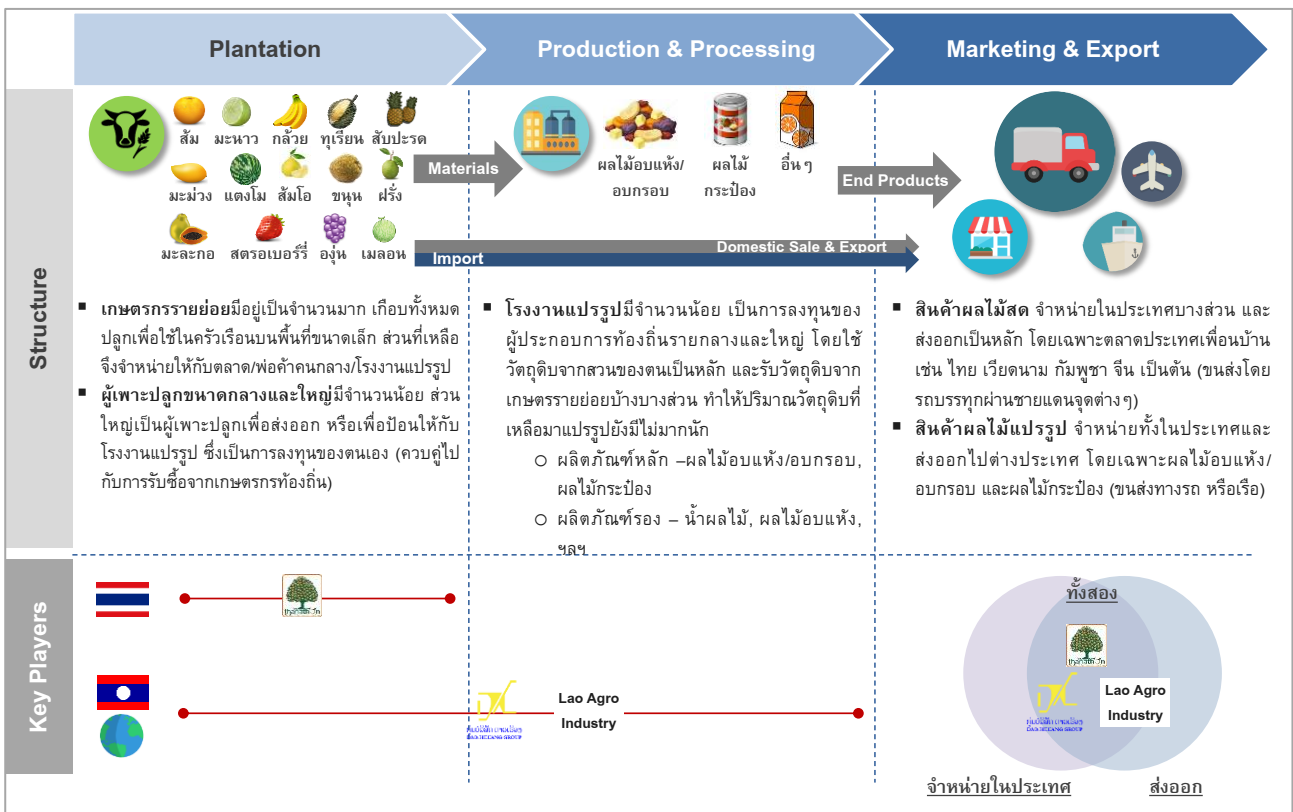 Plantation
Production & Processing
Marketing & Export
Structure
ส้ม มะนาว กล้วย ทุเรียน สับปะรด
มะม่วง แตงโม ส้มโอ ขนุน ฝรั่ง
มะละกอ สตรอเบอร์รี่ องุ่น เมลอน
Materials
ผลไม้อบแห้ง/
อบกรอบ
ผลไม้
กระป๋อง
อื่น ๆ
End Products
Domestic Sale & Export
Import
▪ เกษตรกรรายย่อยมีอยู่เป็นจำนวนมาก เกือบทั้งหมด
ปลูกเพื่อใช้ในครัวเรือนบนพื้นที่ขนาดเล็ก ส่วนที่เหลือ
จึงจำหน่ายให้กับตลาด/พ่อค้าคนกลาง/โรงงานแปรรูป
▪ ผู้เพาะปลูกขนาดกลางและใหญ่มีจำนวนน้อย ส่วน
ใหญ่เป็นผู้เพาะปลูกเพื่อส่งออก หรือเพื่อป้อนให้กับ
โรงงานแปรรูป ซึ่งเป็นการลงทุนของตนเอง (ควบคู่ไป
กับการรับซื้อจากเกษตรกรท้องถิ่น)
▪ โรงงานแปรรูปมีจำนวนน้อย เป็นการลงทุนของ
ผู้ประกอบการท้องถิ่นรายกลางและใหญ่ โดยใช้
วัตถุดิบจากสวนของตนเป็นหลัก และรับวัตถุดิบจาก
เกษตรรายย่อยบ้างบางส่วน ทำให้ปริมาณวัตถุดิบที่
เหลือมาแปรรูปยังมีไม่มากนัก
○ ผลิตภัณฑ์หลัก –ผลไม้อบแห้ง/อบกรอบ,
ผลไม้กระป๋อง
○ ผลิตภัณฑ์รอง – น้ำผลไม้, ผลไม้อบแห้ง,
ฯลฯ
▪ สินค้าผลไม้สด จำหน่ายในประเทศบางส่วน และ
ส่งออกเป็นหลัก โดยเฉพาะตลาดประเทศเพื่อนบ้าน
เช่น ไทย เวียดนาม กัมพูชา จีน เป็นต้น (ขนส่งโดย
รถบรรทุกผ่านชายแดนจุดต่างๆ)
▪ สินค้าผลไม้แปรรูป จำหน่ายทั้งในประเทศและ
ส่งออกไปต่างประเทศ โดยเฉพาะผลไม้อบแห้ง/
อบกรอบ และผลไม้กระป๋อง (ขนส่งทางรถ หรือเรือ)
Key Players
Lao Agro
Industry
DAO HEUANG GROUP
ทั้งสอง
Lao Agro
Industry
DAO HEUANG GROUP
จำหน่ายในประเทศ
ส่งออก